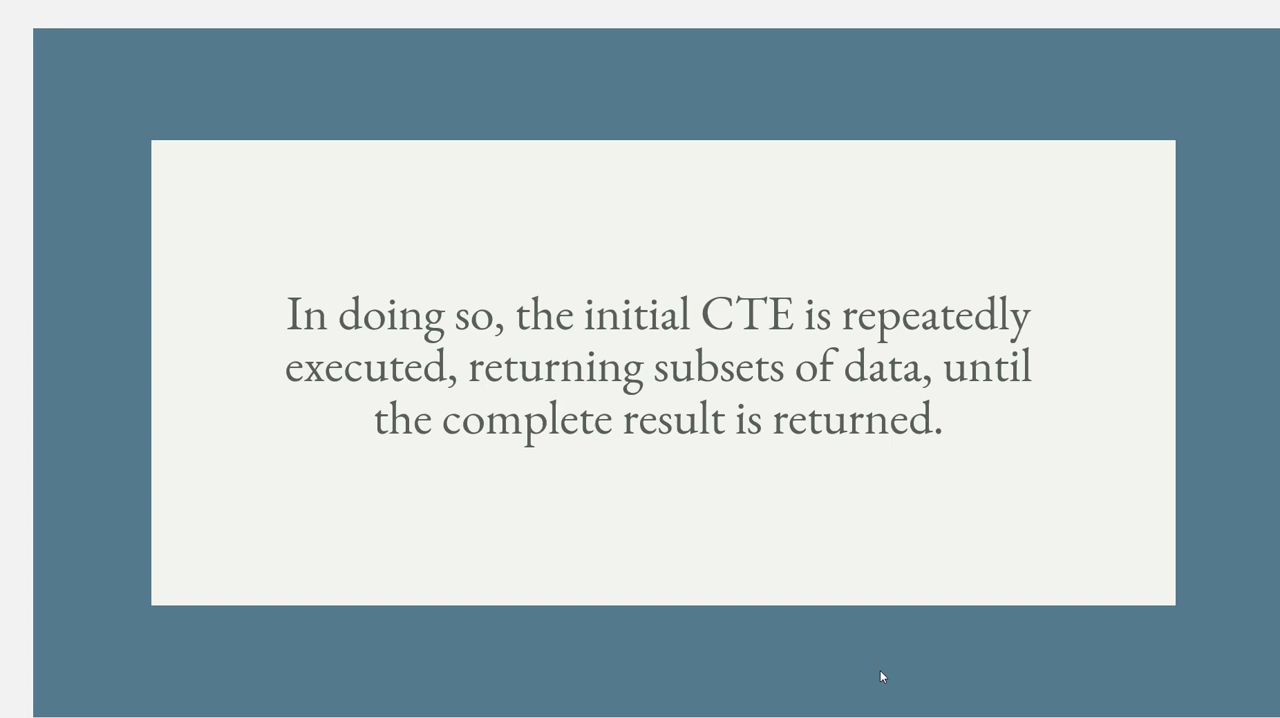 In doing so, the initial CTE is repeatedly
executed, returning subsets of data, until
the complete result is returned.